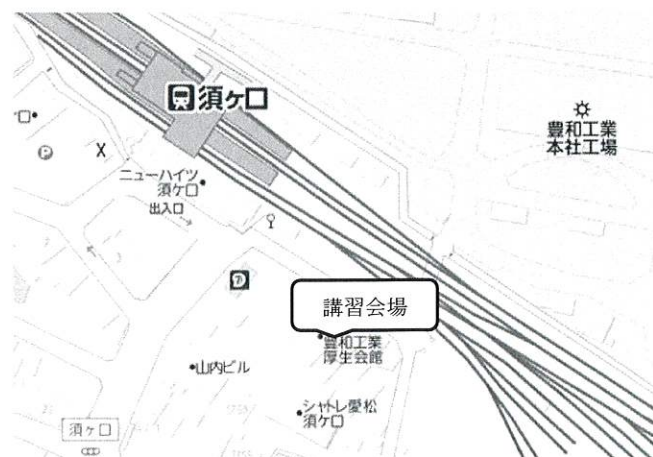 須ヶ口
豊和工業
本社工場
P
X
ニューハイツ
須ケ口
出入口
講習会場
豊和工業
厚生会館
山内ビル
シャトレ愛松
須ケ口
須ヶ口